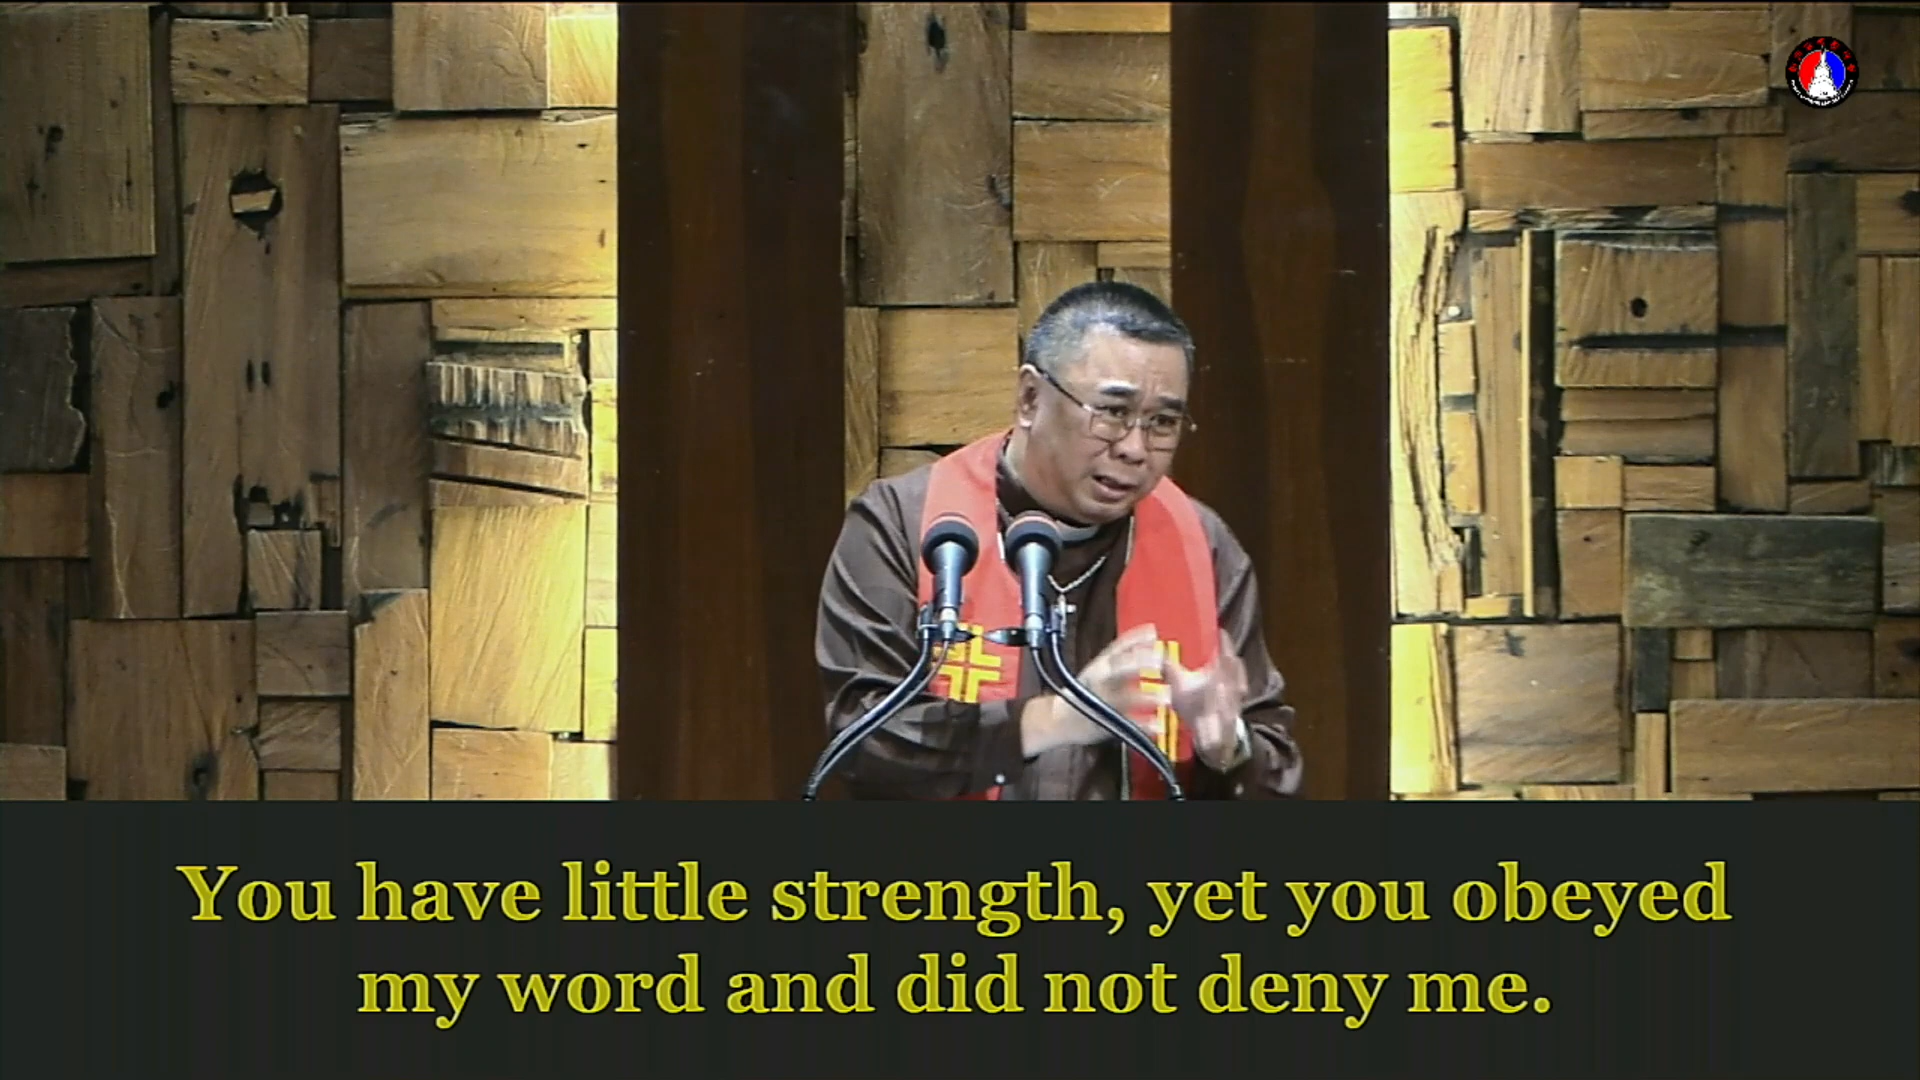 You have little strength, yet you obeyed
my word and did not deny me.